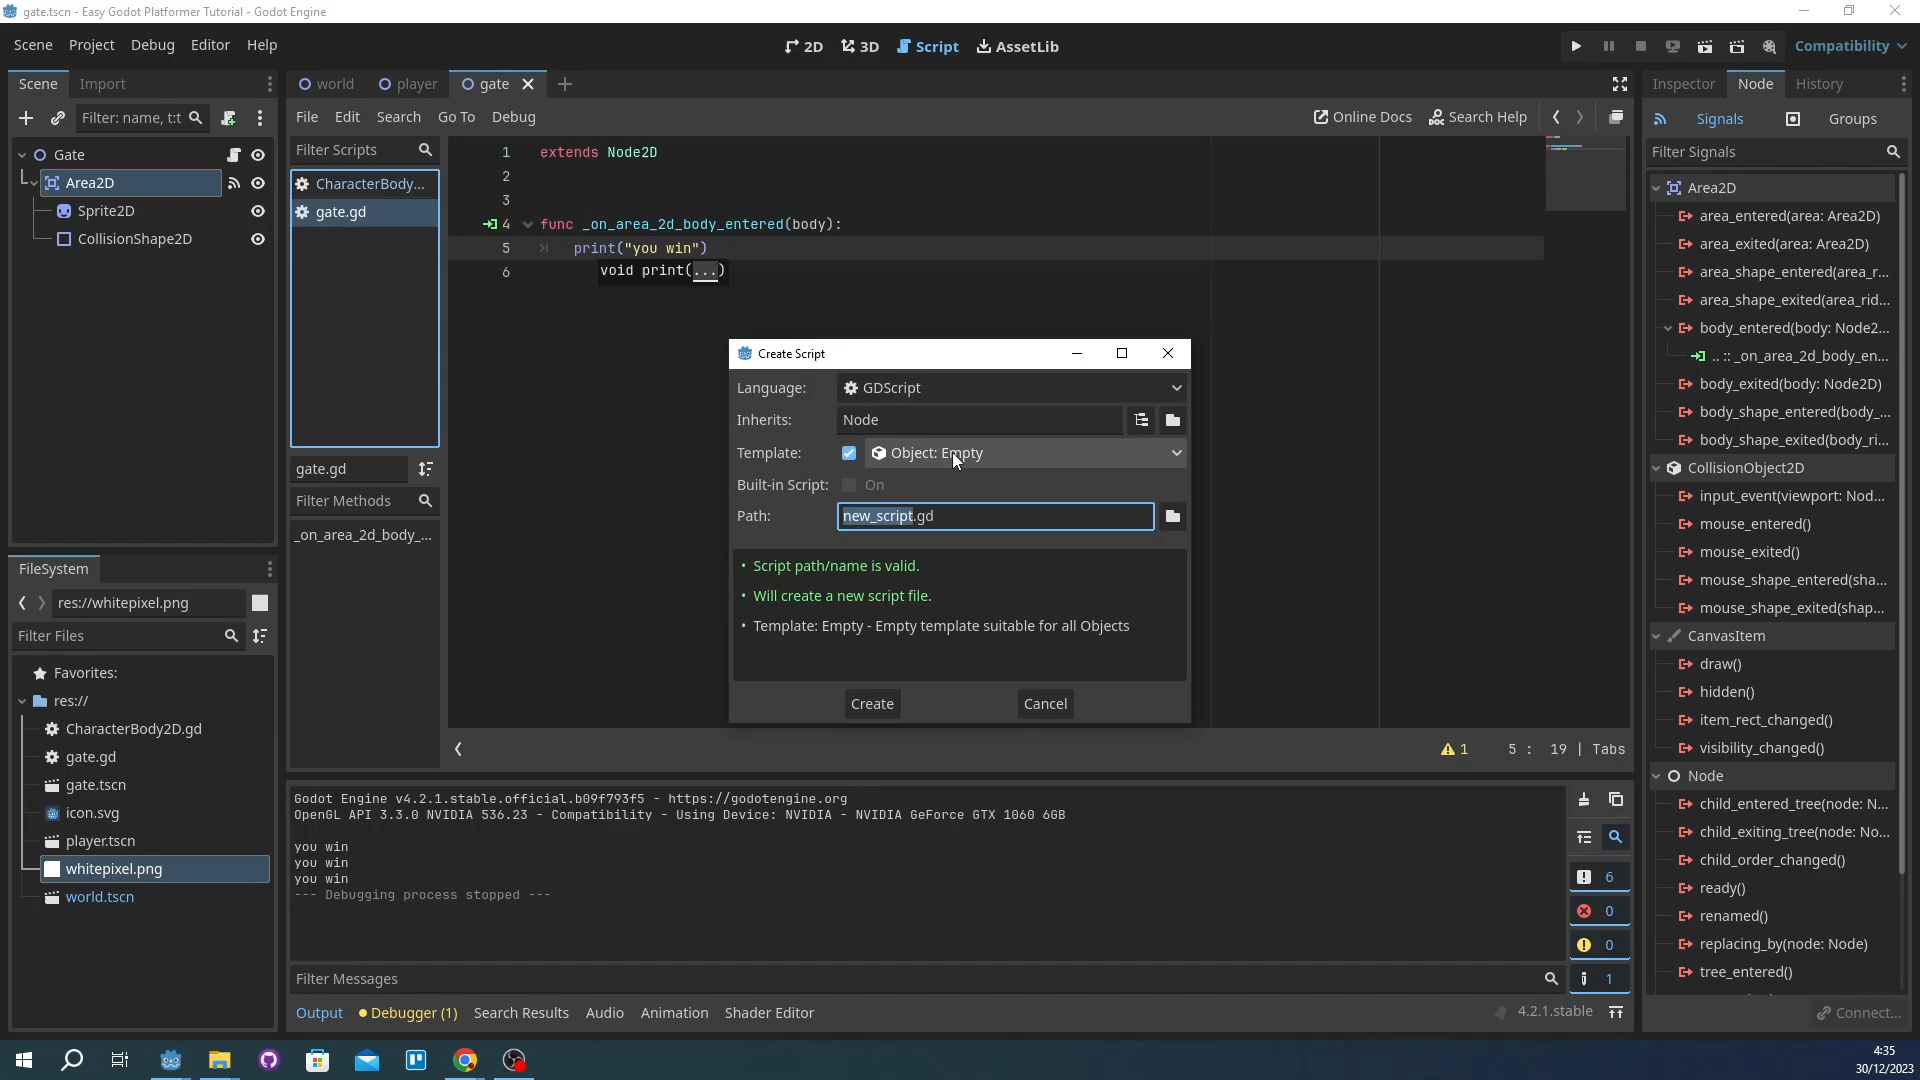 gate.tscn - Easy Godot Platformer Tutorial - Godot Engine
Scene Project Debug Editor Help
2D 3D Script AssetLib
Compatibility
Scene Import
Filter: name, t:t
Gate
Area2D
Sprite2D
CollisionShape2D
FileSystem
res://whitepixel.png
Filter Files
Favorites:
res://
CharacterBody2D.gd
gate.gd
gate.tscn
icon.svg
player.tscn
whitepixel.png
world.tscn
world player gate
File Edit Search Go To Debug
Online Docs Search Help
Filter Scripts
CharacterBody...
gate.gd
gate.gd
Filter Methods
_on_area_2d_body_...
1 extends Node2D
2
3
4 func _on_area_2d_body_entered(body):
5 print("you win")
void print(...)
6
Create Script
Language: GDScript
Inherits: Node
Template: Object: Empty
Built-in Script: On
Path: new_script.gd
• Script path/name is valid.
• Will create a new script file.
• Template: Empty - Empty template suitable for all Objects
Create Cancel
1 5 : 19 | Tabs
Godot Engine v4.2.1.stable.official.b09f793f5 - https://godotengine.org
OpenGL API 3.3.0 NVIDIA 536.23 - Compatibility - Using Device: NVIDIA - NVIDIA GeForce GTX 1060 6GB
you win
you win
you win
--- Debugging process stopped ---
6
0
0
1
Filter Messages
Output Debugger (1) Search Results Audio Animation Shader Editor
4.2.1.stable
Inspector Node History
Signals Groups
Filter Signals
Area2D
area_entered(area: Area2D)
area_exited(area: Area2D)
area_shape_entered(area_r...
area_shape_exited(area_rid...
body_entered(body: Node2...
.. :: _on_area_2d_body_en...
body_exited(body: Node2D)
body_shape_entered(body_...
body_shape_exited(body_ri...
CollisionObject2D
input_event(viewport: Nod...
mouse_entered()
mouse_exited()
mouse_shape_entered(sha...
mouse_shape_exited(shap...
CanvasItem
draw()
hidden()
item_rect_changed()
visibility_changed()
Node
child_entered_tree(node: N...
child_exiting_tree(node: No...
child_order_changed()
ready()
renamed()
replacing_by(node: Node)
tree_entered()
Connect...
4:35
30/12/2023